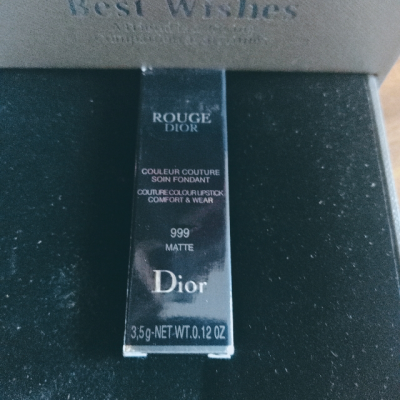 Best Wishes
ROUGE
DIOR
COULEUR COUTURE
SOIN FONDANT
COUTURE COLOUR LIPSTICK
COMFORT & WEAR
999
MATTE
Dior
3,5g-NET-WT.0.12 OZ